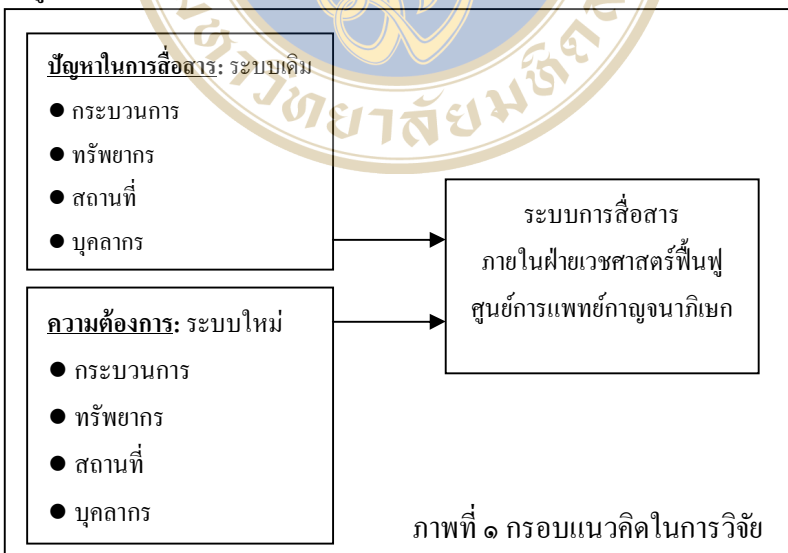 ปัญหาในการสื่อสาร: ระบบเดิม
● กระบวนการ
● ทรัพยากร
● สถานที่
● บุคลากร
ความต้องการ: ระบบใหม่
● กระบวนการ
● ทรัพยากร
● สถานที่
● บุคลากร
ระบบการสื่อสาร
ภายในฝ่ายเวชศาสตร์ฟื้นฟู
ศูนย์การแพทย์กาญจนาภิเษก
ภาพที่ ๑ กรอบแนวคิดในการวิจัย